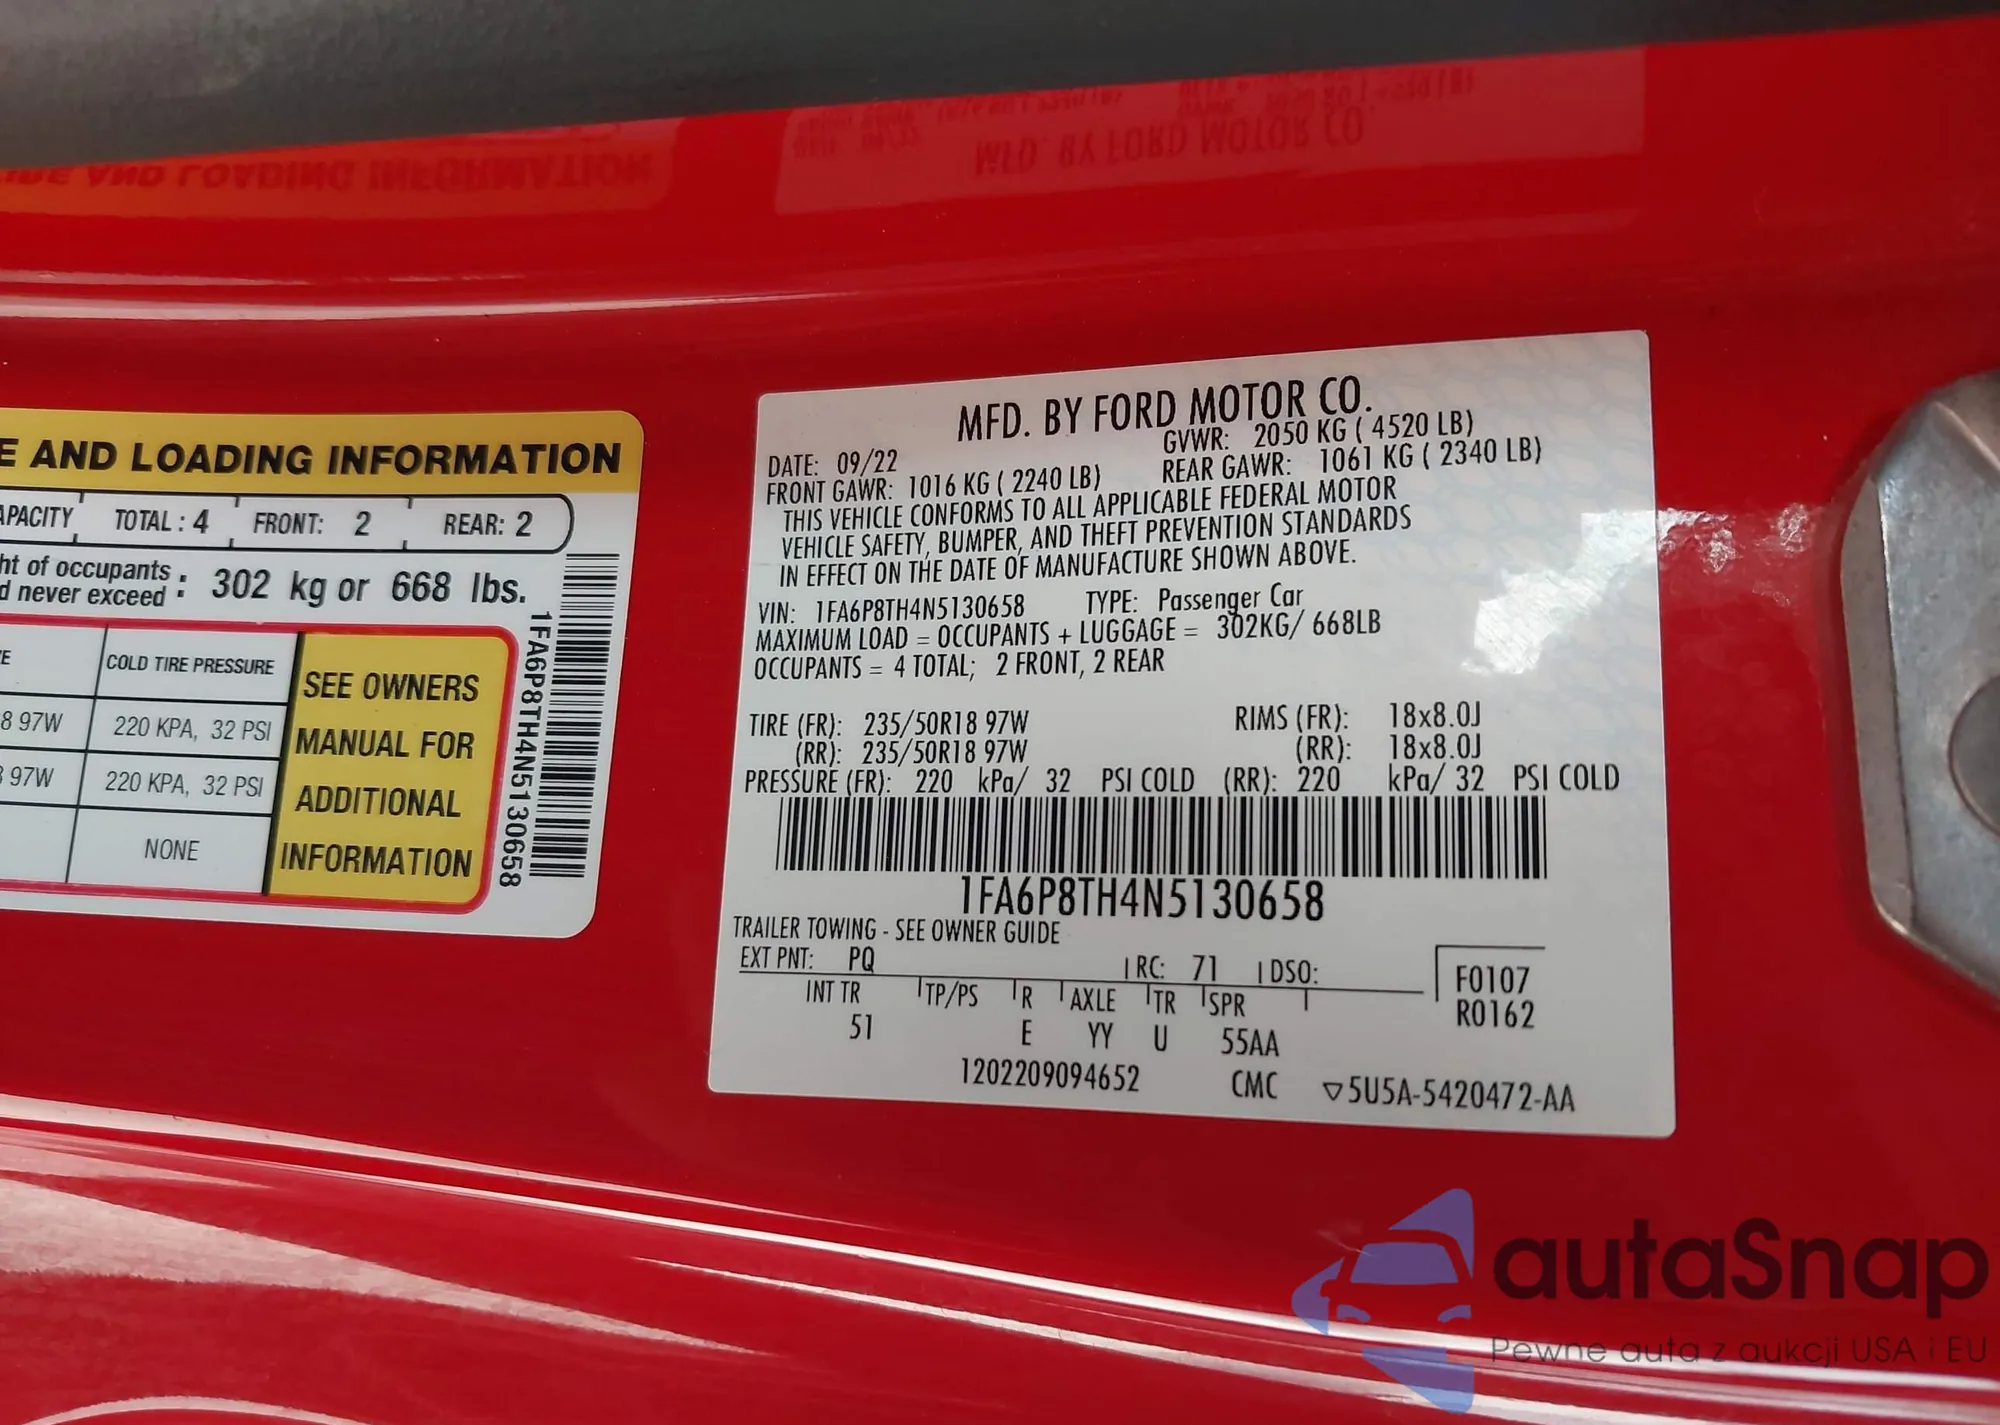 E AND LOADING INFORMATION
APACITY TOTAL : 4 FRONT: 2 REAR: 2
ht of occupants
d never exceed : 302 kg or 668 lbs.
E COLD TIRE PRESSURE
8 97W 220 KPA, 32 PSI
97W 220 KPA, 32 PSI
NONE
SEE OWNERS
MANUAL FOR
ADDITIONAL
INFORMATION
1FA6P8TH4N5130658
MFD. BY FORD MOTOR CO.
DATE: 09/22 GVWR: 2050 KG ( 4520 LB)
FRONT GAWR: 1016 KG ( 2240 LB) REAR GAWR: 1061 KG ( 2340 LB)
THIS VEHICLE CONFORMS TO ALL APPLICABLE FEDERAL MOTOR
VEHICLE SAFETY, BUMPER, AND THEFT PREVENTION STANDARDS
IN EFFECT ON THE DATE OF MANUFACTURE SHOWN ABOVE.
VIN: 1FA6P8TH4N5130658 TYPE: Passenger Car
MAXIMUM LOAD = OCCUPANTS + LUGGAGE = 302KG/ 668LB
OCCUPANTS = 4 TOTAL; 2 FRONT, 2 REAR
TIRE (FR): 235/50R18 97W RIMS (FR): 18x8.0J
(RR): 235/50R18 97W (RR): 18x8.0J
PRESSURE (FR): 220 kPa/ 32 PSI COLD (RR): 220 kPa/ 32 PSI COLD
1FA6P8TH4N5130658
TRAILER TOWING - SEE OWNER GUIDE
EXT PNT: PQ RC: 71 DSO: F0107
INT TR TP/PS R AXLE TR SPR R0162
51 E YY U 55AA
1202209094652 CMC ▽5U5A-5420472-AA
autaSnap
Pewne auta z aukcji USA i EU